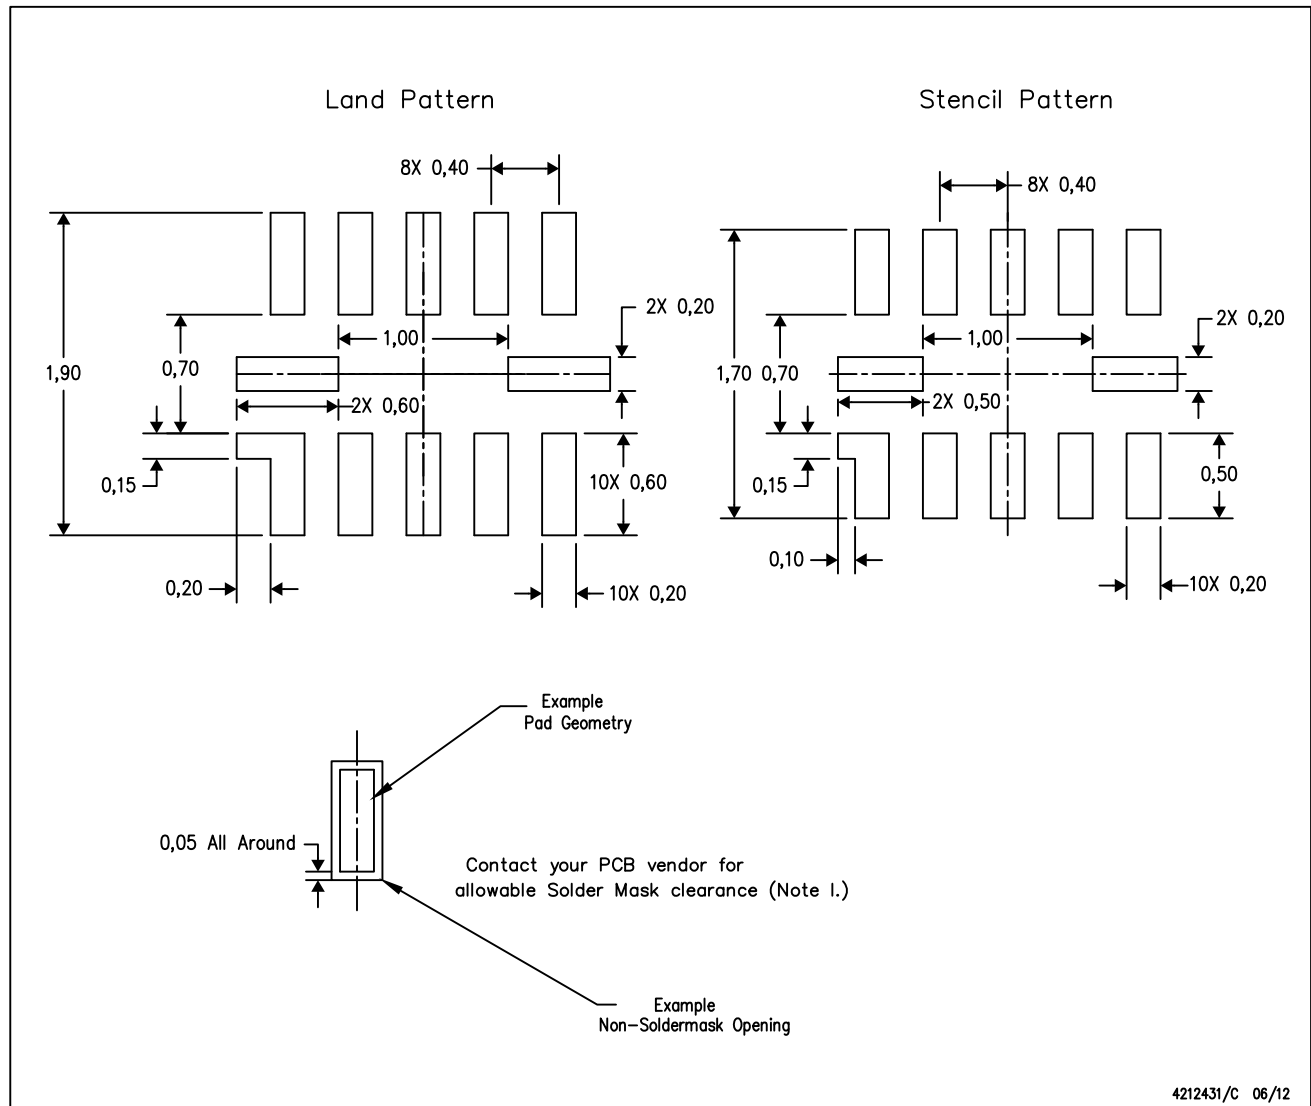 Land Pattern
Stencil Pattern
8X 0,40
8X 0,40
2X 0,20
2X 0,20
1,00
1,00
1,90
0,70
1,70
0,70
2X 0,60
2X 0,50
0,15
10X 0,60
0,15
0,50
0,20
10X 0,20
0,10
10X 0,20
Example
Pad Geometry
0,05 All Around
Contact your PCB vendor for
allowable Solder Mask clearance (Note I.)
Example
Non-Soldermask Opening
4212431/C 06/12